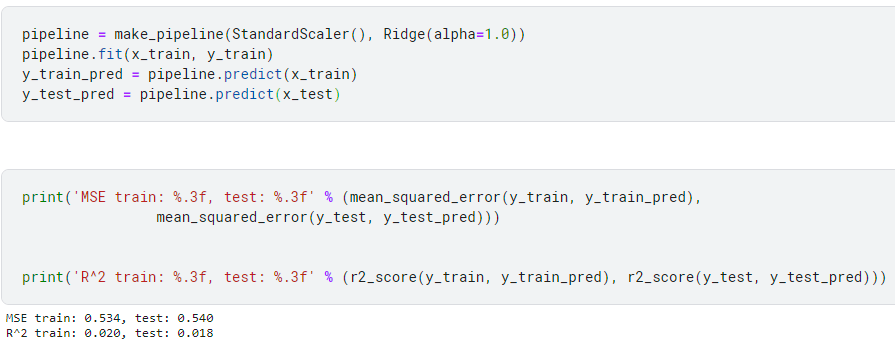 pipeline = make_pipeline(StandardScaler(), Ridge(alpha=1.0))
pipeline.fit(x_train, y_train)
y_train_pred = pipeline.predict(x_train)
y_test_pred = pipeline.predict(x_test)
print('MSE train: %.3f, test: %.3f' % (mean_squared_error(y_train, y_train_pred),
mean_squared_error(y_test, y_test_pred)))
print('R^2 train: %.3f, test: %.3f' % (r2_score(y_train, y_train_pred), r2_score(y_test, y_test_pred)))
MSE train: 0.534, test: 0.540
R^2 train: 0.020, test: 0.018